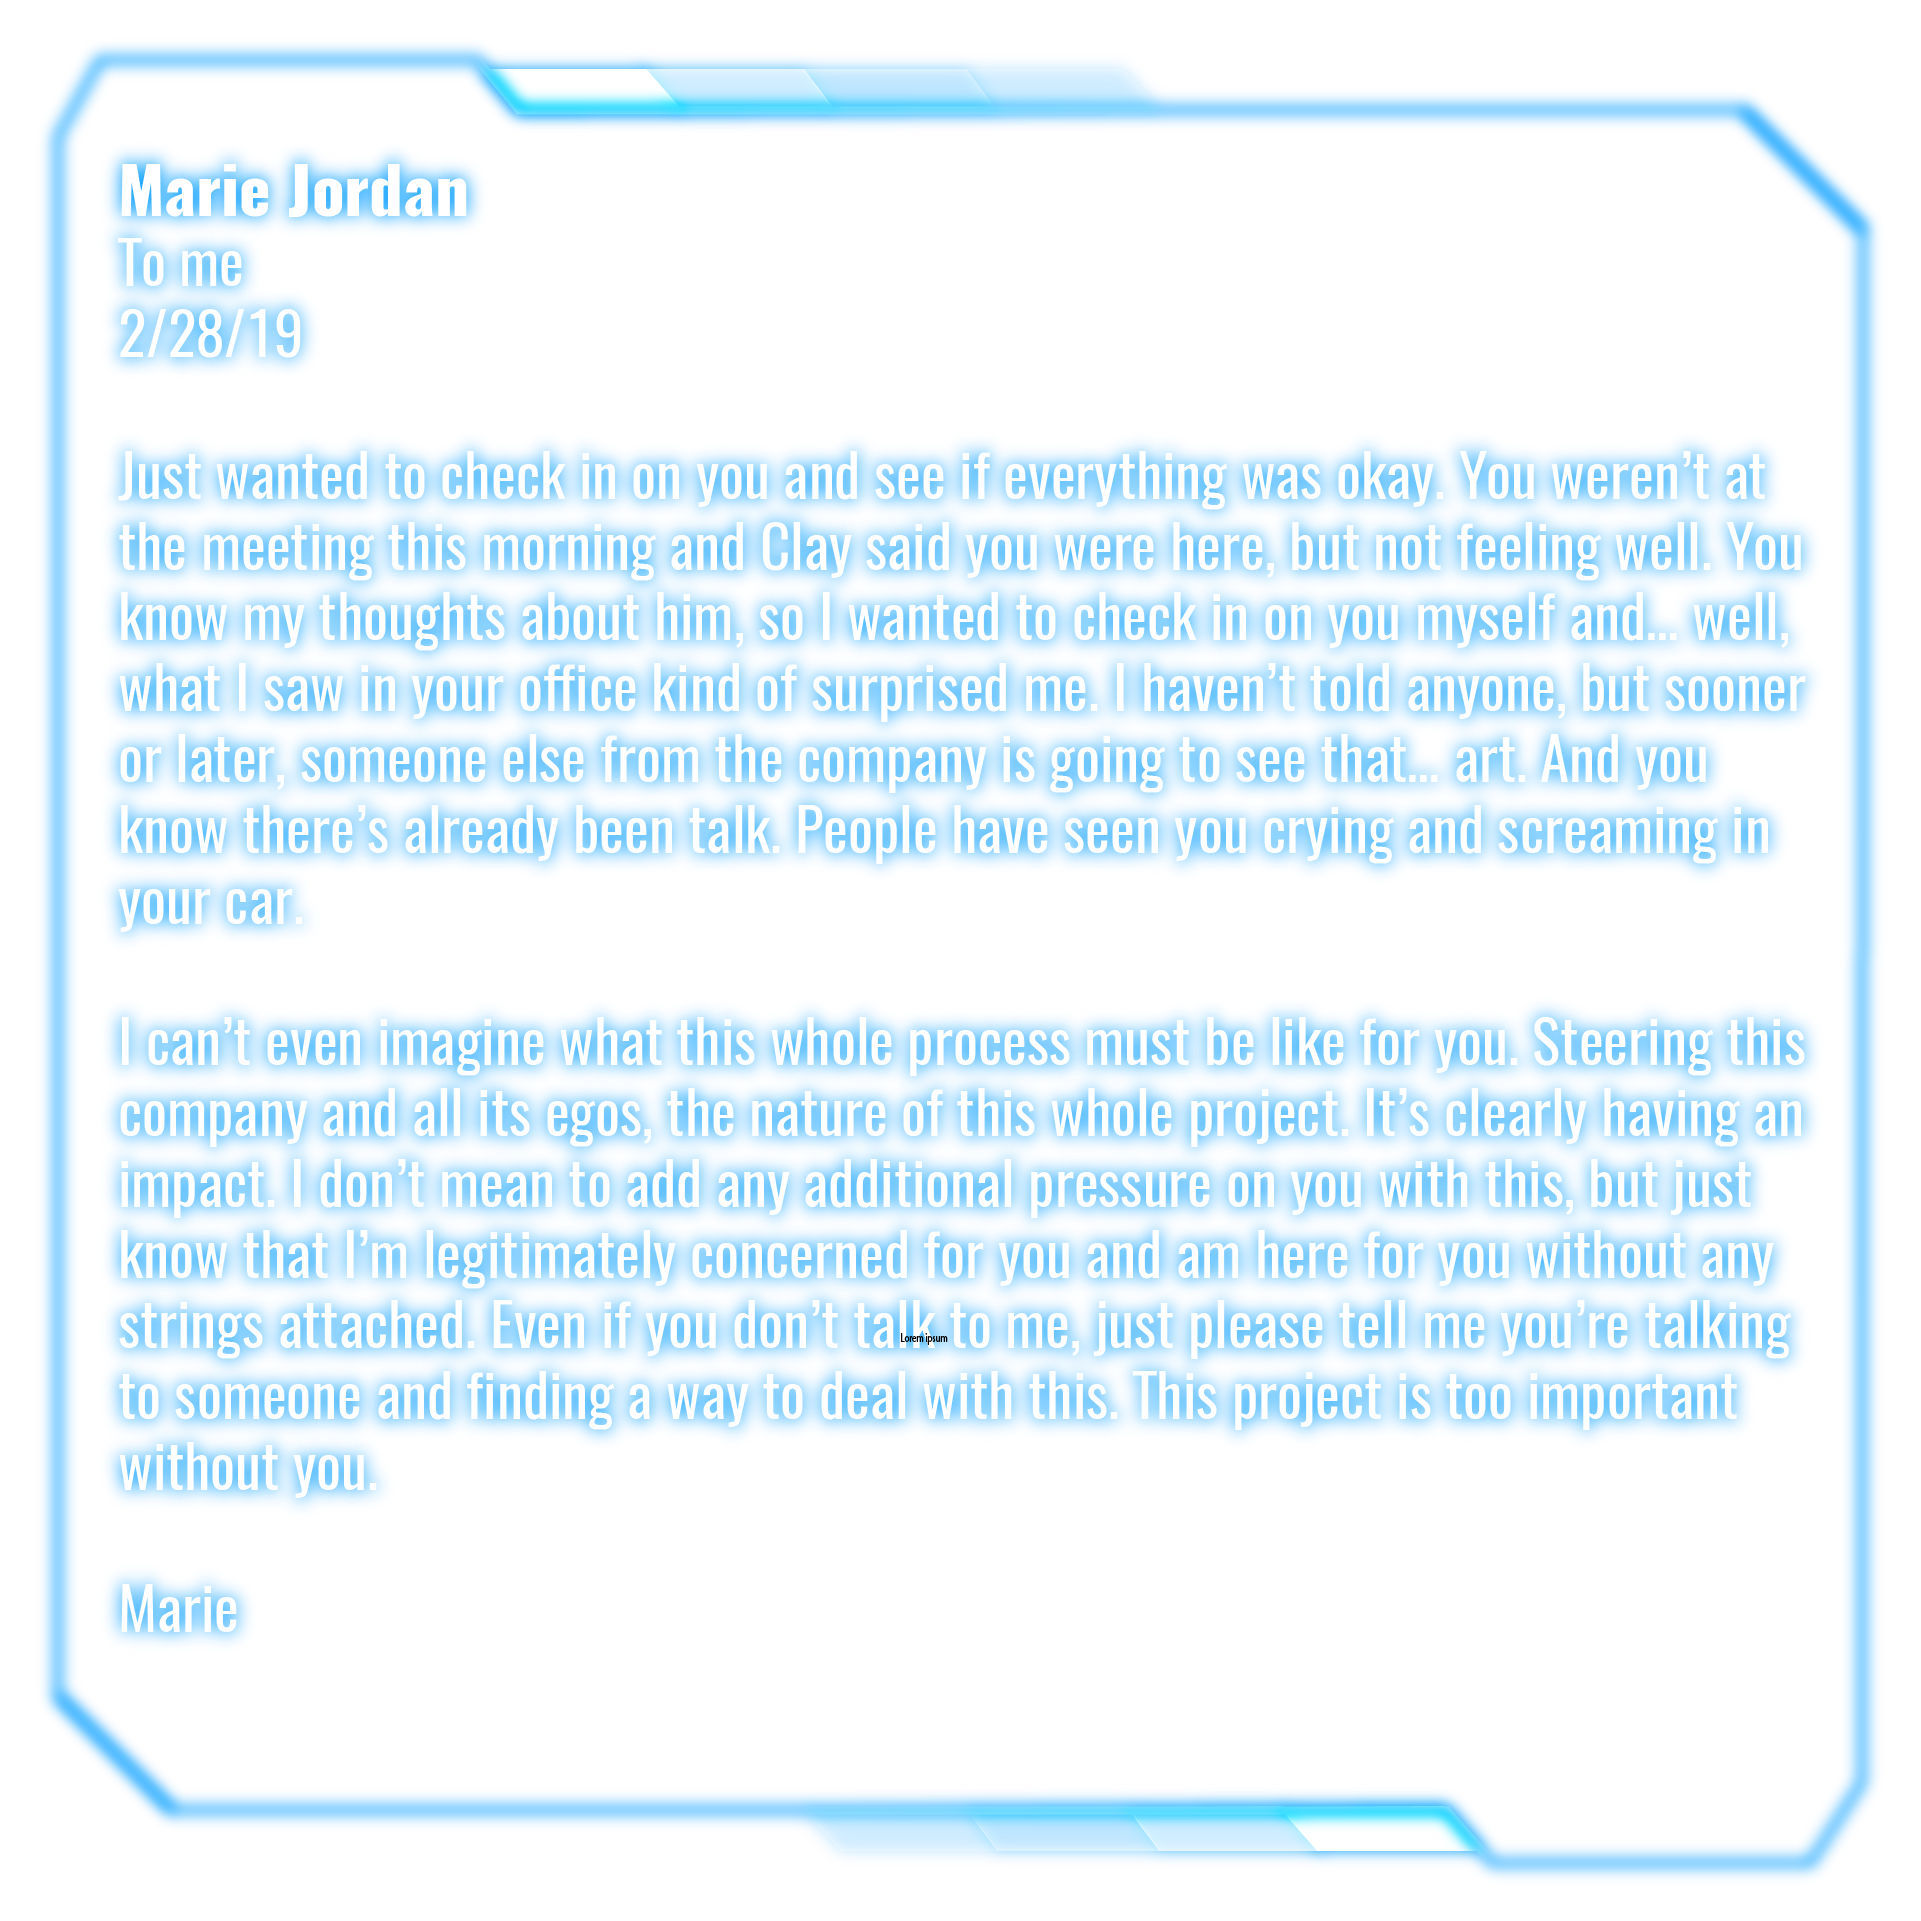 Marie Jordan
To me
2/28/19
Just wanted to check in on you and see if everything was okay. You weren’t at
the meeting this morning and Clay said you were here, but not feeling well. You
know my thoughts about him, so I wanted to check in on you myself and... well,
what I saw in your office kind of surprised me. I haven’t told anyone, but sooner
or later, someone else from the company is going to see that... art. And you
know there’s already been talk. People have seen you crying and screaming in
your car.
I can’t even imagine what this whole process must be like for you. Steering this
company and all its egos, the nature of this whole project. It’s clearly having an
impact. I don’t mean to add any additional pressure on you with this, but just
know that I’m legitimately concerned for you and am here for you without any
strings attached. Even if you don’t talk to me, just please tell me you’re talking
Lorem ipsum
to someone and finding a way to deal with this. This project is too important
without you.
Marie